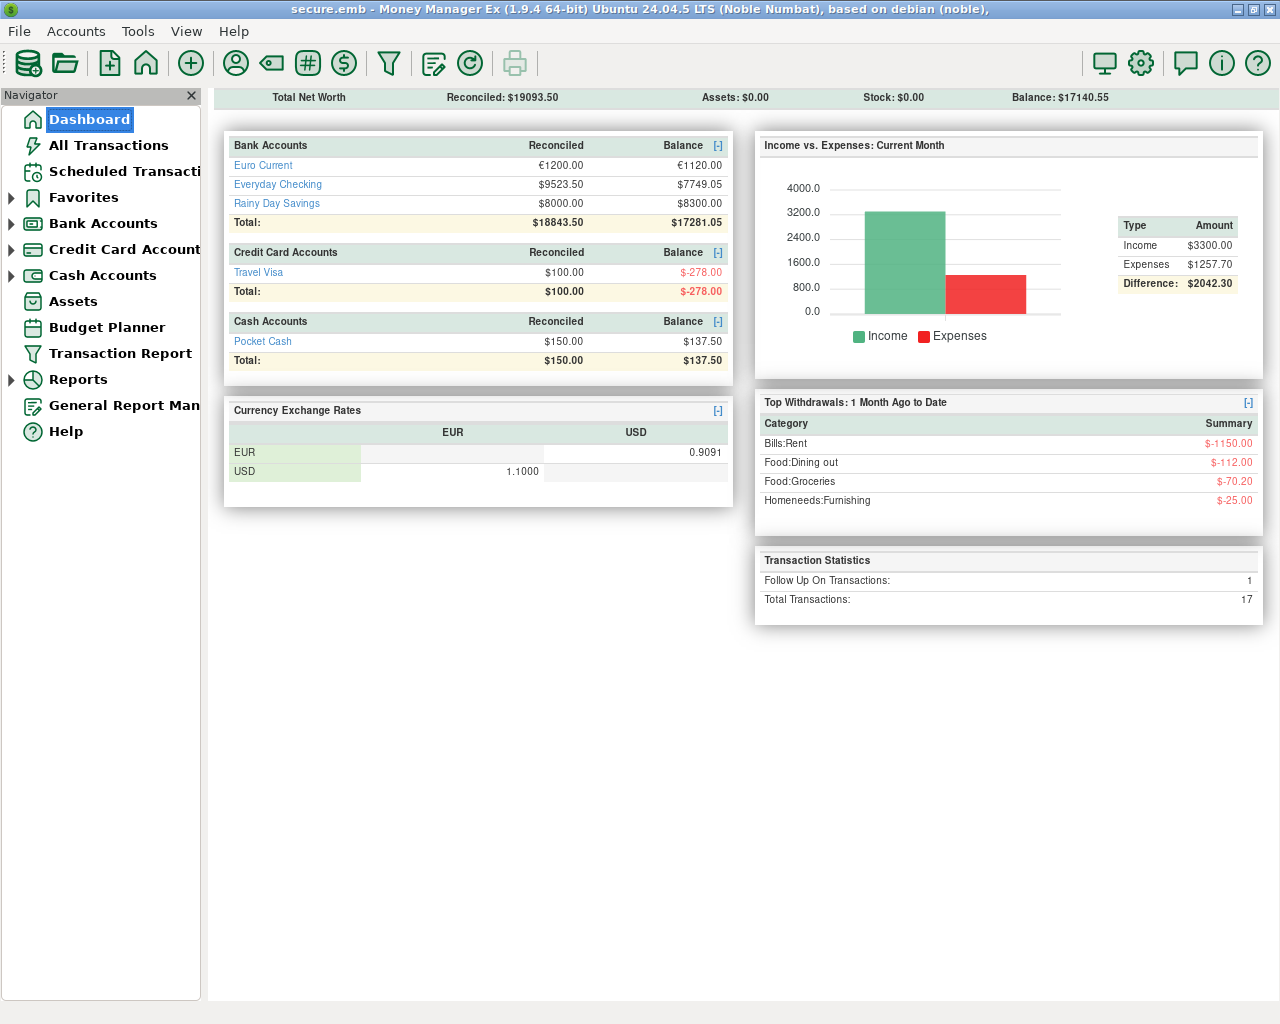 secure.emb - Money Manager Ex (1.9.4 64-bit) Ubuntu 24.04.5 LTS (Noble Numbat), based on debian (noble),
File Accounts Tools View Help
Navigator
Dashboard
All Transactions
Scheduled Transacti
Favorites
Bank Accounts
Credit Card Account
Cash Accounts
Assets
Budget Planner
Transaction Report
Reports
General Report Man
Help
Total Net Worth Reconciled: $19093.50 Assets: $0.00 Stock: $0.00 Balance: $17140.55
Bank Accounts Reconciled Balance [-]
Euro Current €1200.00 €1120.00
Everyday Checking $9523.50 $7749.05
Rainy Day Savings $8000.00 $8300.00
Total: $18843.50 $17281.05
Credit Card Accounts Reconciled Balance [-]
Travel Visa $100.00 $-278.00
Total: $100.00 $-278.00
Cash Accounts Reconciled Balance [-]
Pocket Cash $150.00 $137.50
Total: $150.00 $137.50
Currency Exchange Rates [-]
EUR USD
EUR 0.9091
USD 1.1000
Income vs. Expenses: Current Month
4000.0
3200.0
2400.0
1600.0
800.0
0.0
Income Expenses
Type Amount
Income $3300.00
Expenses $1257.70
Difference: $2042.30
Top Withdrawals: 1 Month Ago to Date [-]
Category Summary
Bills:Rent $-1150.00
Food:Dining out $-112.00
Food:Groceries $-70.20
Homeneeds:Furnishing $-25.00
Transaction Statistics
Follow Up On Transactions: 1
Total Transactions: 17